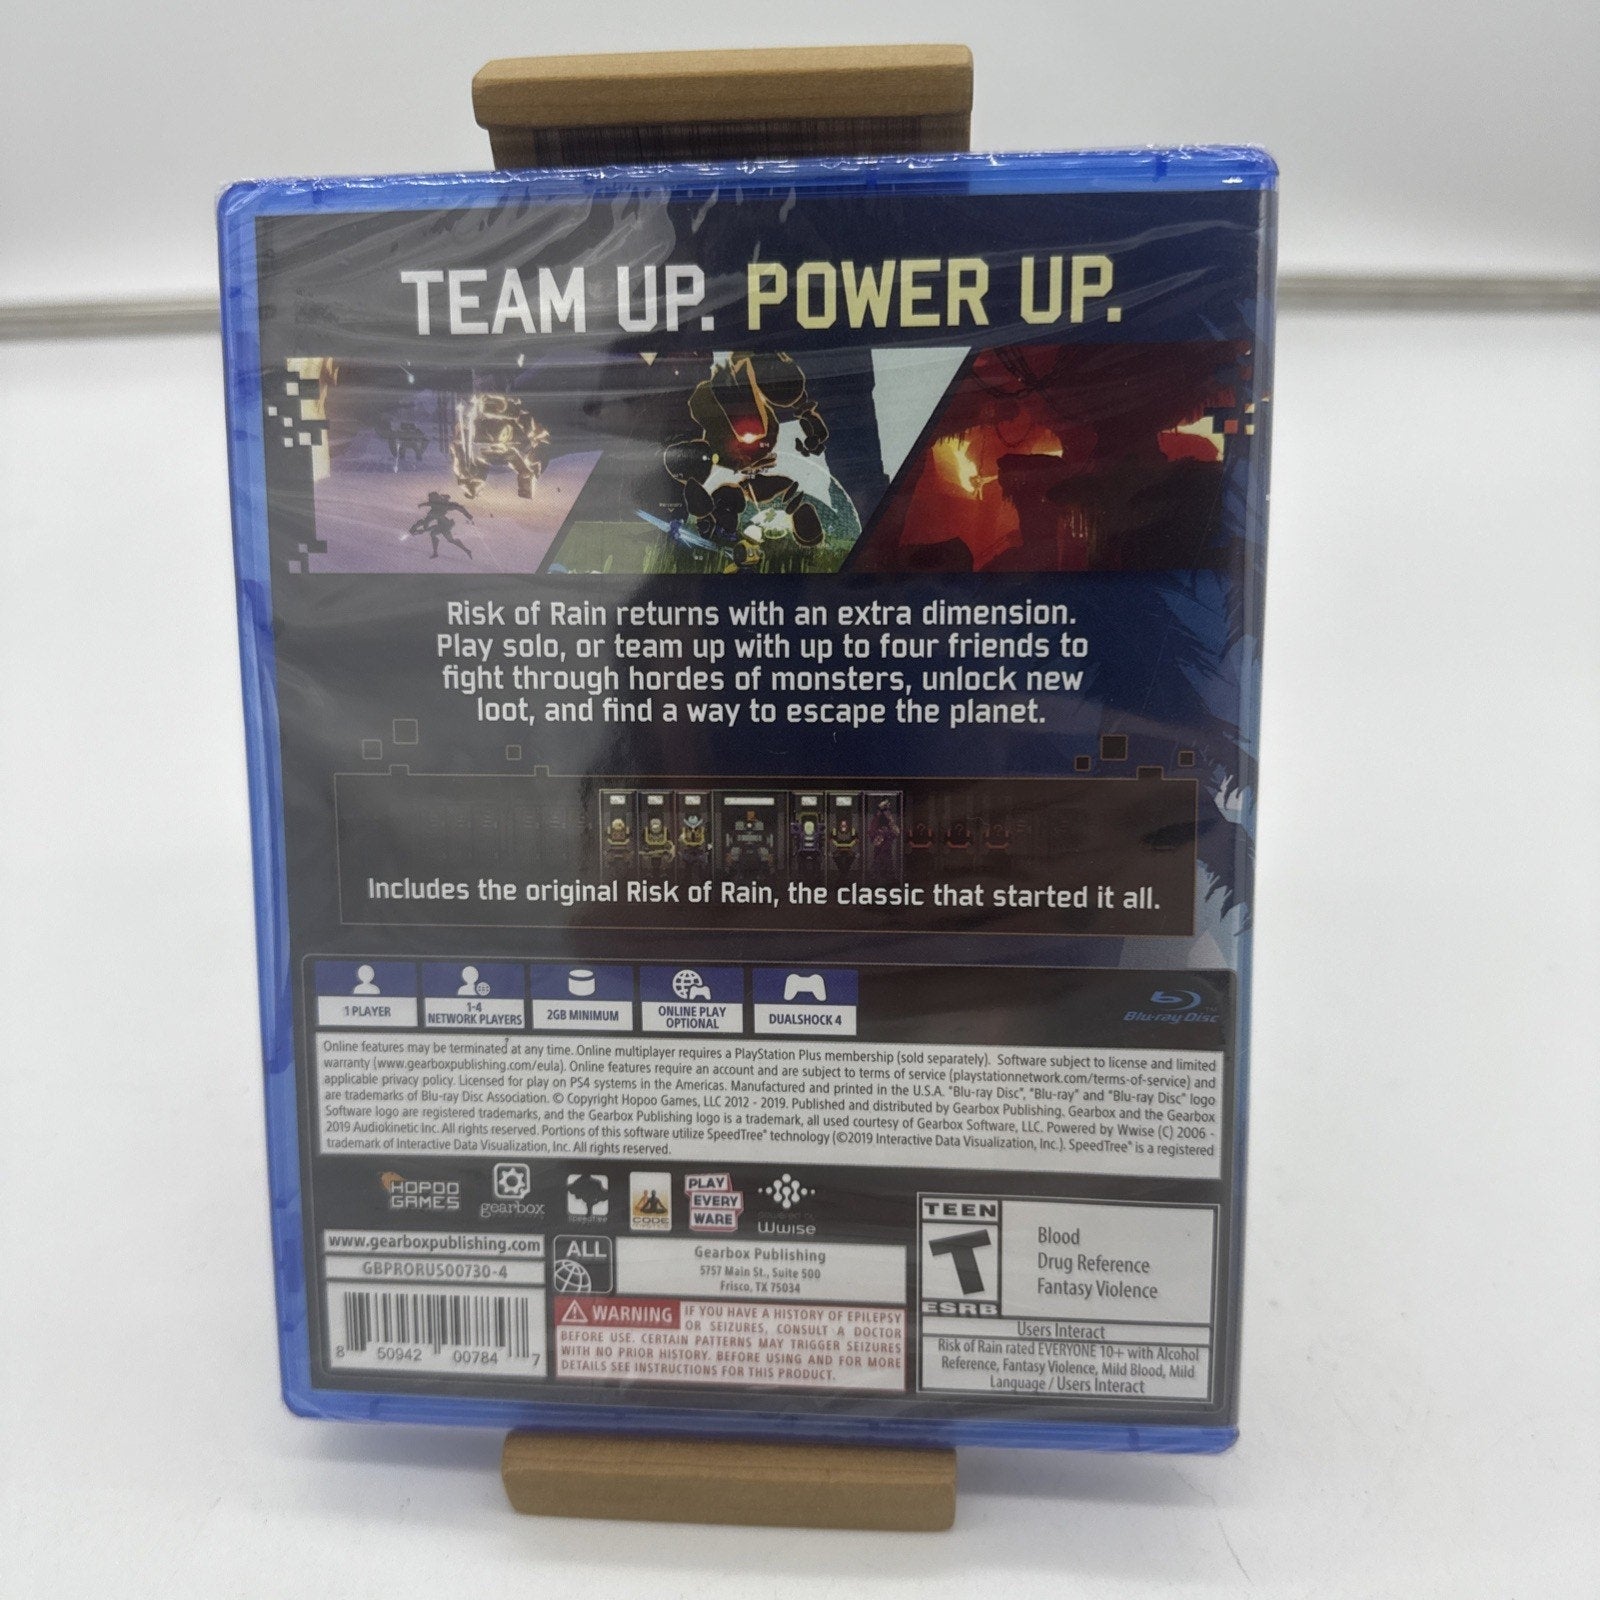 TEAM UP. POWER UP.
Risk of Rain returns with an extra dimension.
Play solo, or team up with up to four friends to
fight through hordes of monsters, unlock new
loot, and find a way to escape the planet.
Includes the original Risk of Rain, the classic that started it all.
1 PLAYER
1-4
NETWORK PLAYERS
2GB MINIMUM
ONLINE PLAY
OPTIONAL
DUALSHOCK 4
Blu-ray Disc™
Online features may be terminated at any time. Online multiplayer requires a PlayStation Plus membership (sold separately). Software subject to license and limited
warranty (www.gearboxpublishing.com/eula). Online features require an account and are subject to terms of service (playstationnetwork.com/terms-of-service) and
applicable privacy policy. Licensed for play on PS4 systems in the Americas. Manufactured and printed in the U.S.A. "Blu-ray Disc", "Blu-ray" and "Blu-ray Disc" logo
are trademarks of Blu-ray Disc Association. © Copyright Hopoo Games, LLC 2012 - 2019. Published and distributed by Gearbox Publishing. Gearbox and the Gearbox
Software logo are registered trademarks, and the Gearbox Publishing logo is a trademark, all used courtesy of Gearbox Software, LLC. Powered by Wwise (C) 2006 -
2019 Audiokinetic Inc. All rights reserved. Portions of this software utilize SpeedTree® technology (©2019 Interactive Data Visualization, Inc.). SpeedTree® is a registered
trademark of Interactive Data Visualization, Inc. All rights reserved.
HOPOO
GAMES
gearbox
SpeedTree
CODE
PLAY
EVERY
WARE
powered by
Wwise
www.gearboxpublishing.com
GBPRORUS00730-4
8 50942 00784 7
ALL
Gearbox Publishing
5757 Main St., Suite 500
Frisco, TX 75034
WARNING IF YOU HAVE A HISTORY OF EPILEPSY
OR SEIZURES, CONSULT A DOCTOR
BEFORE USE. CERTAIN PATTERNS MAY TRIGGER SEIZURES
WITH NO PRIOR HISTORY. BEFORE USING AND FOR MORE
DETAILS SEE INSTRUCTIONS FOR THIS PRODUCT.
TEEN
T
ESRB
Blood
Drug Reference
Fantasy Violence
Users Interact
Risk of Rain rated EVERYONE 10+ with Alcohol
Reference, Fantasy Violence, Mild Blood, Mild
Language / Users Interact